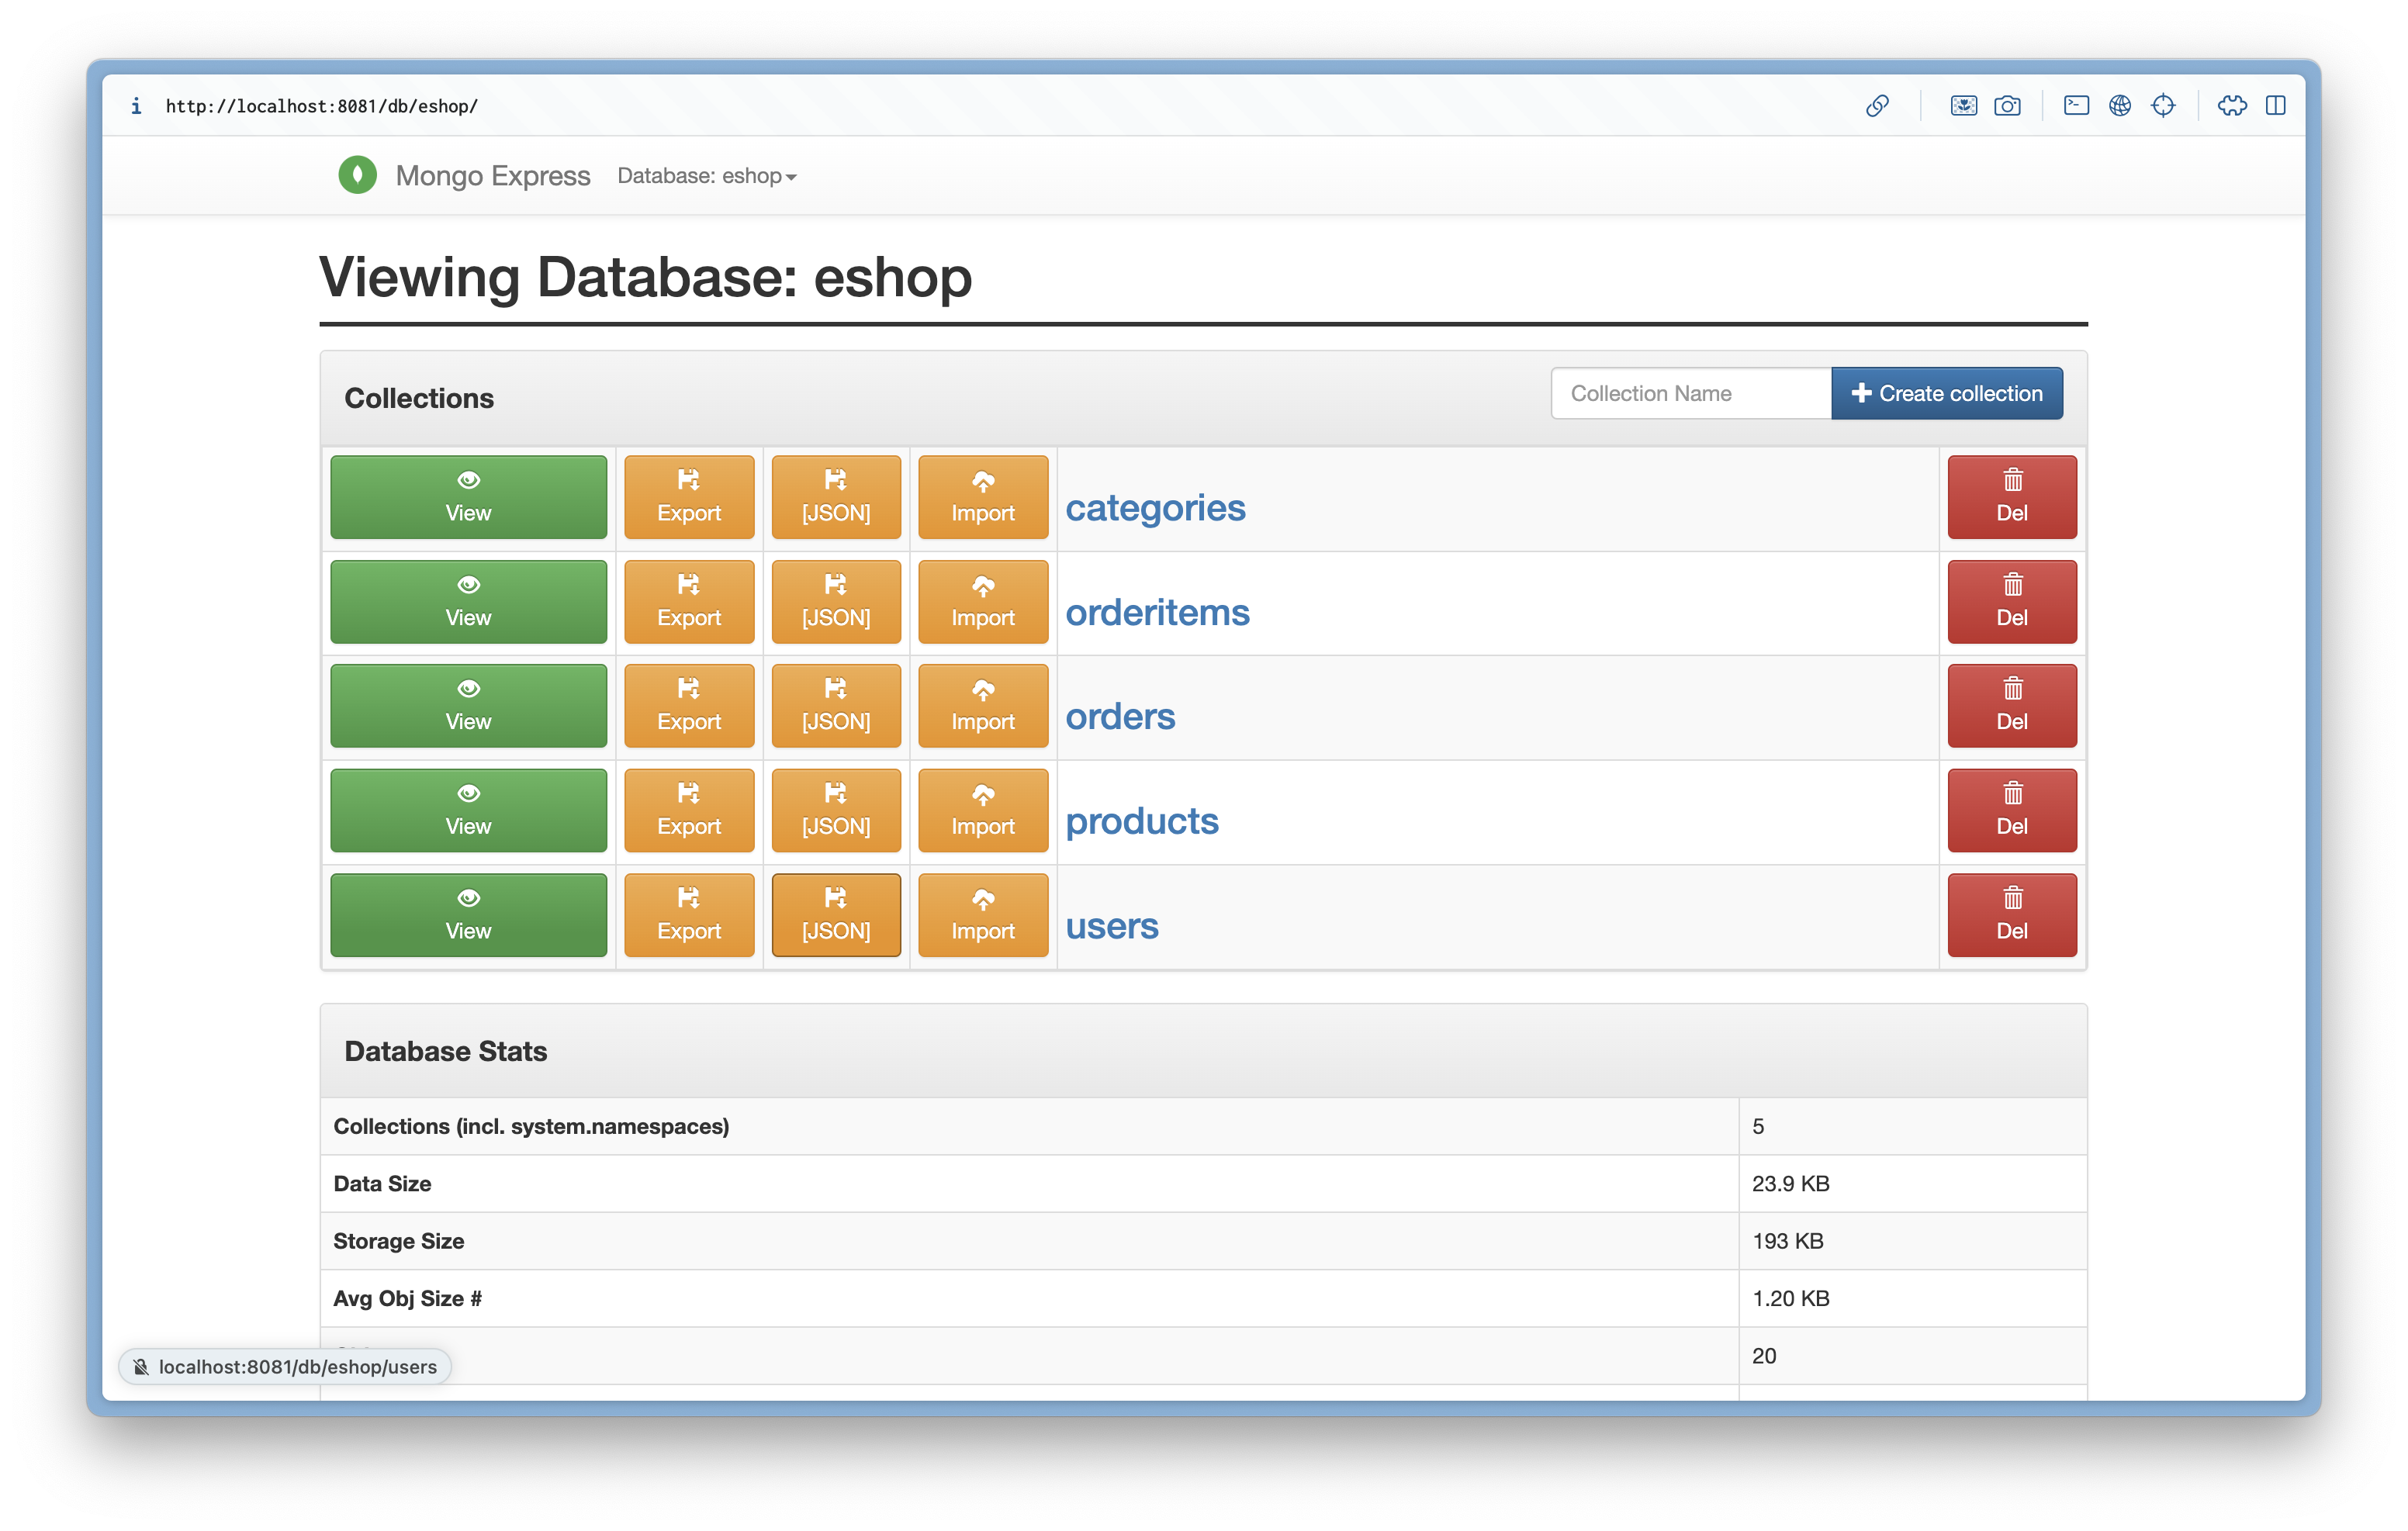 i http://localhost:8081/db/eshop/
Mongo Express Database: eshop
Viewing Database: eshop
Collections
Collection Name
Create collection
View Export [JSON] Import categories Del
View Export [JSON] Import orderitems Del
View Export [JSON] Import orders Del
View Export [JSON] Import products Del
View Export [JSON] Import users Del
Database Stats
Collections (incl. system.namespaces) 5
Data Size 23.9 KB
Storage Size 193 KB
Avg Obj Size # 1.20 KB
20
localhost:8081/db/eshop/users